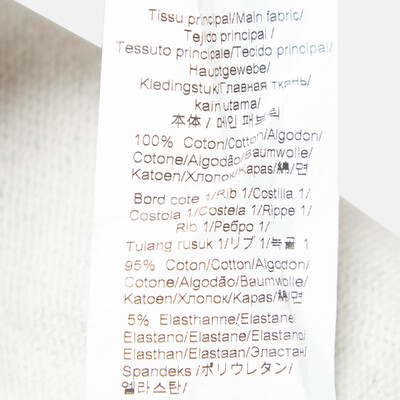 Tissu principal/Main fabric/
Tejido principal /
Tessuto principale/Tecido principal/
Hauptgewebe/
Kledingstuk/Главная ткань/
kain utama/
本体 / 메인 패브릭
100% Coton/Cotton/Algodon/
Cotone/Algodão/Baumwolle/
Katoen/Хлопок/Kapas/綿/면
Bord cote 1/Rib 1/Costilla 1/
Costola 1/Costela 1/Rippe 1/
Rib 1/Ребро 1/
Tulang rusuk 1/リブ 1/늑골 1
95% Coton/Cotton/Algodon/
Cotone/Algodão/Baumwolle/
Katoen/Хлопок/Kapas/綿/면
5% Elasthanne/Elastane/
Elastano/Elastane/Elastano/
Elasthan/Elastaan/Эластан/
Spandeks /ポリウレタン/
엘라스탄/